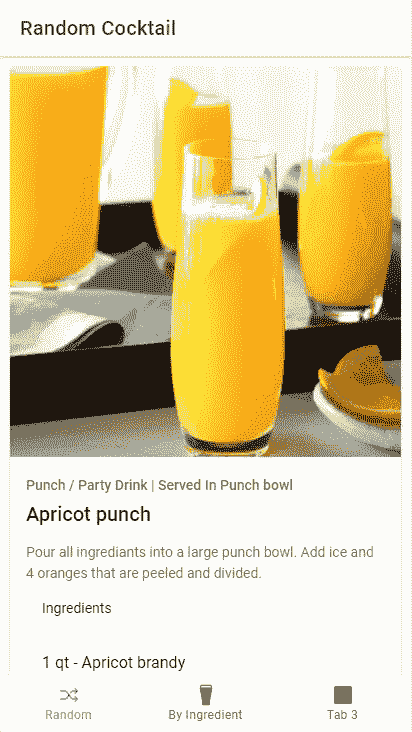 Random Cocktail
Punch / Party Drink | Served In Punch bowl
Apricot punch
Pour all ingrediants into a large punch bowl. Add ice and
4 oranges that are peeled and divided.
Ingredients
1 qt - Apricot brandy
Random
By Ingredient
Tab 3